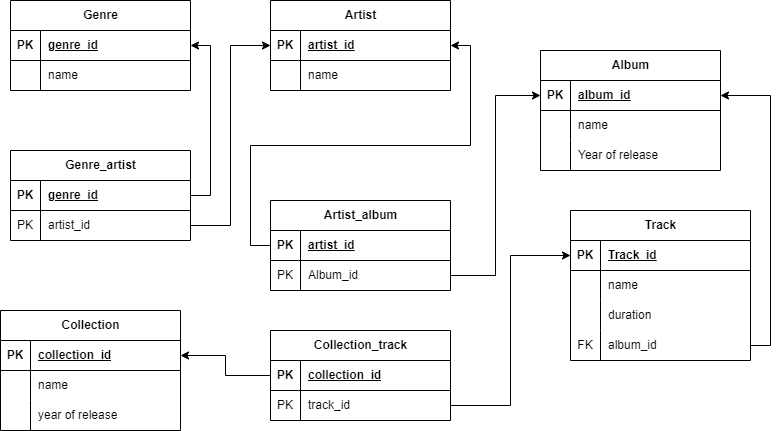 Genre
PK genre_id
name
Artist
PK artist_id
name
Album
PK album_id
name
Year of release
Genre_artist
PK genre_id
PK artist_id
Artist_album
PK artist_id
PK Album_id
Track
PK Track_id
name
duration
FK album_id
Collection
PK collection_id
name
year of release
Collection_track
PK collection_id
PK track_id